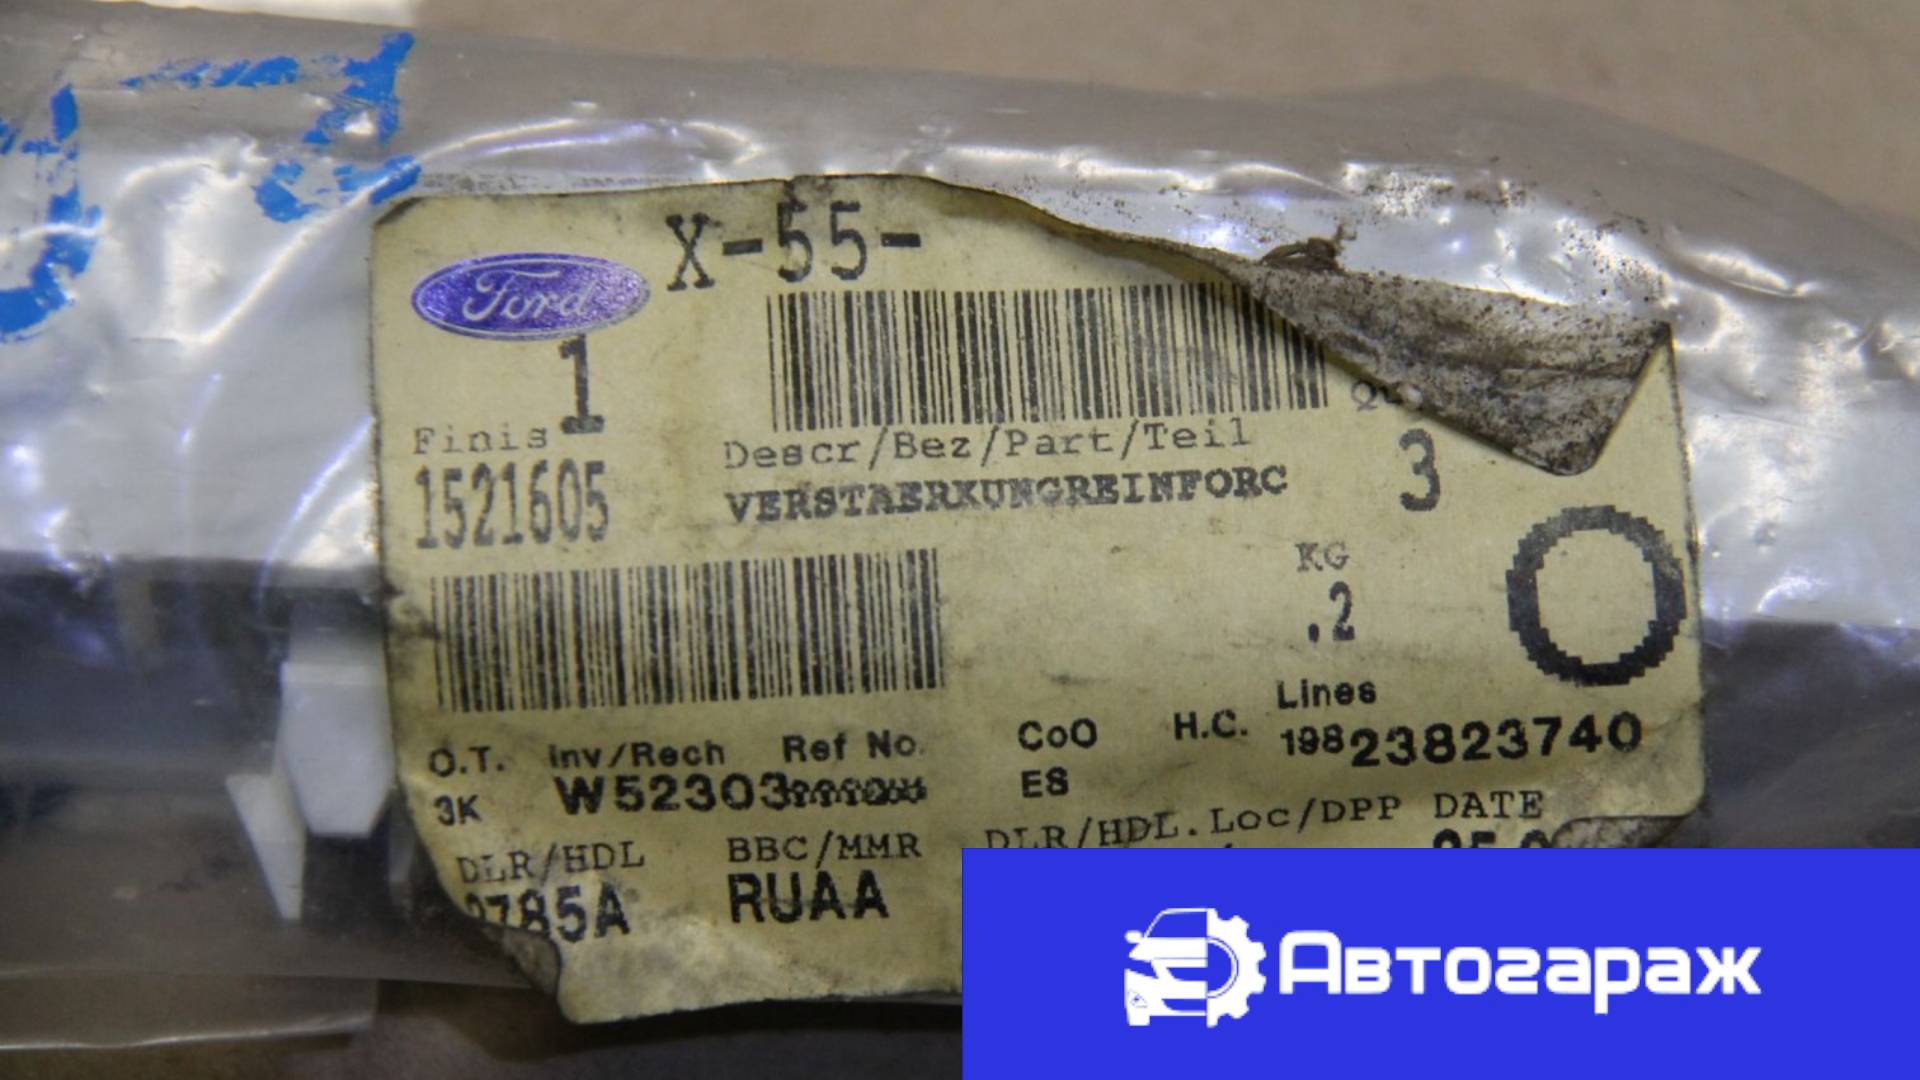 X-55-
Ford
1
Finis
Descr/Bez/Part/Teil
1521605
VERSTAERKUNGREINFORC
3
KG
.2
Lines
O.T. Inv/Rech Ref No. CoO H.C. 19823823740
3K W52303 ES
DLR/HDL BBC/MMR DLR/HDL.Loc/DPP DATE
785A RUAA
Автогараж